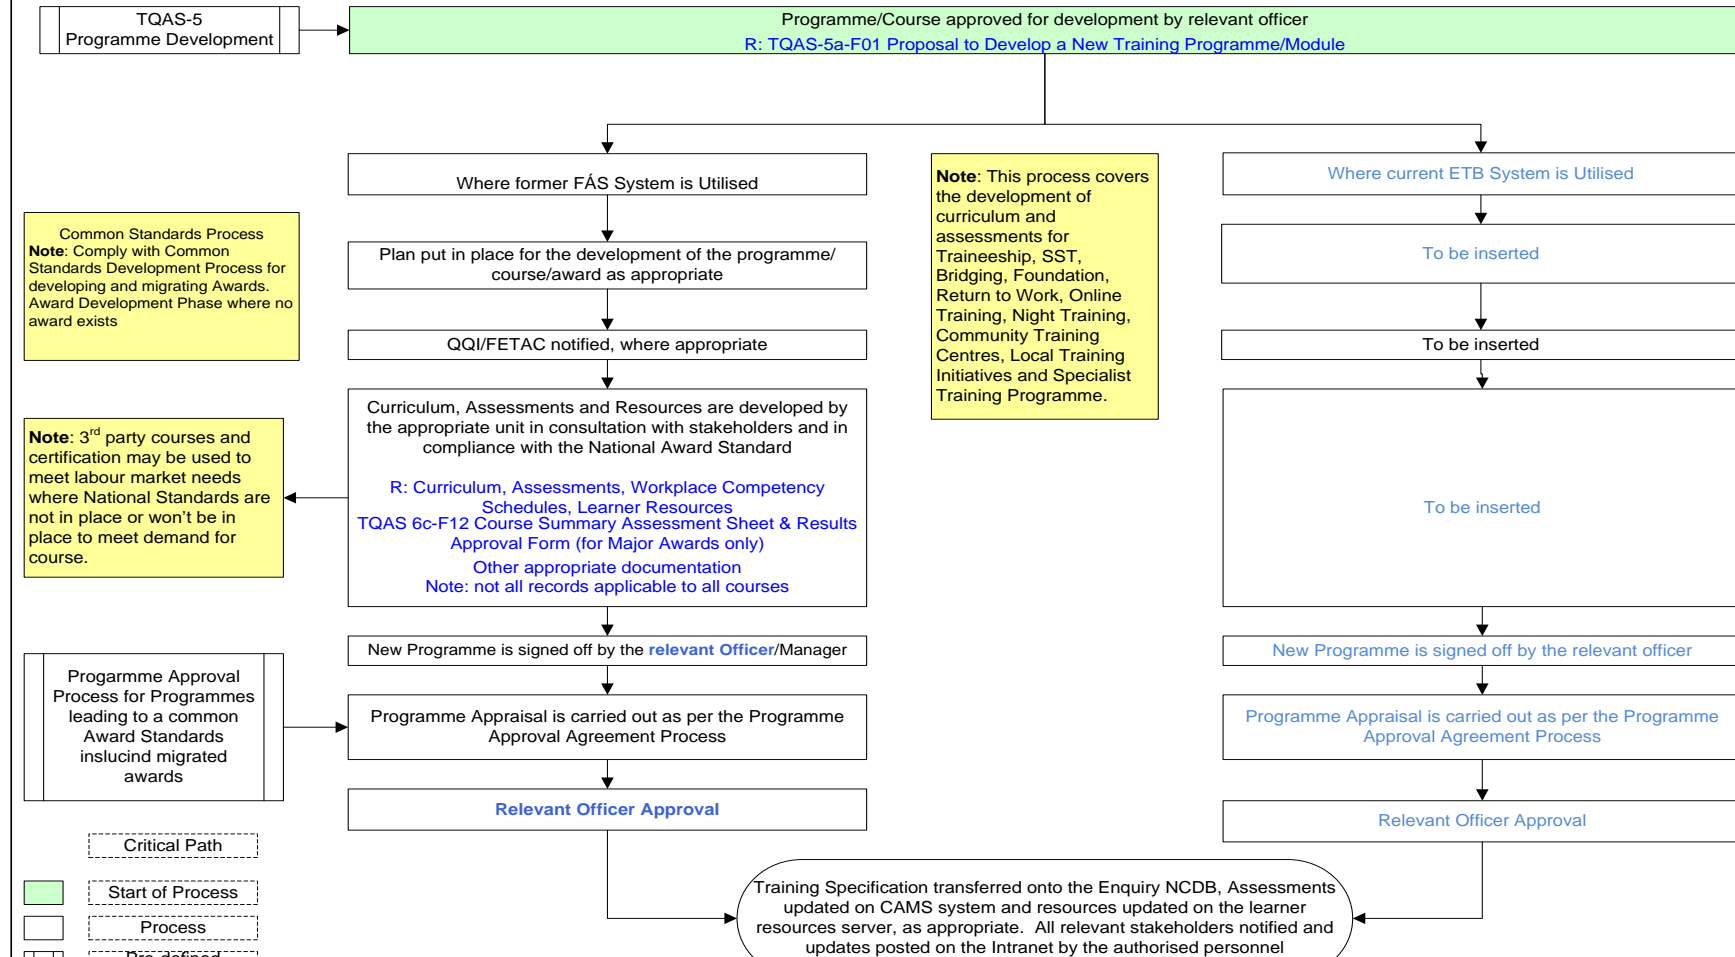 TQAS-5
Programme Development
Programme/Course approved for development by relevant officer
R: TQAS-5a-F01 Proposal to Develop a New Training Programme/Module
Where former FÁS System is Utilised
Note: This process covers
the development of
curriculum and
assessments for
Traineeship, SST,
Bridging, Foundation,
Return to Work, Online
Training, Night Training,
Community Training
Centres, Local Training
Initiatives and Specialist
Training Programme.
Where current ETB System is Utilised
Common Standards Process
Note: Comply with Common
Standards Development Process for
developing and migrating Awards.
Award Development Phase where no
award exists
Plan put in place for the development of the programme/
course/award as appropriate
To be inserted
QQI/FETAC notified, where appropriate
To be inserted
Note: 3rd party courses and
certification may be used to
meet labour market needs
where National Standards are
not in place or won't be in
place to meet demand for
course.
Curriculum, Assessments and Resources are developed by
the appropriate unit in consultation with stakeholders and in
compliance with the National Award Standard
R: Curriculum, Assessments, Workplace Competency
Schedules, Learner Resources
TQAS 6c-F12 Course Summary Assessment Sheet & Results
Approval Form (for Major Awards only)
Other appropriate documentation
Note: not all records applicable to all courses
To be inserted
New Programme is signed off by the relevant Officer/Manager
New Programme is signed off by the relevant officer
Progarmme Approval
Process for Programmes
leading to a common
Award Standards
inslucind migrated
awards
Programme Appraisal is carried out as per the Programme
Approval Agreement Process
Programme Appraisal is carried out as per the Programme
Approval Agreement Process
Relevant Officer Approval
Relevant Officer Approval
Critical Path
Start of Process
Process
Pre-defined
Training Specification transferred onto the Enquiry NCDB, Assessments
updated on CAMS system and resources updated on the learner
resources server, as appropriate. All relevant stakeholders notified and
updates posted on the Intranet by the authorised personnel